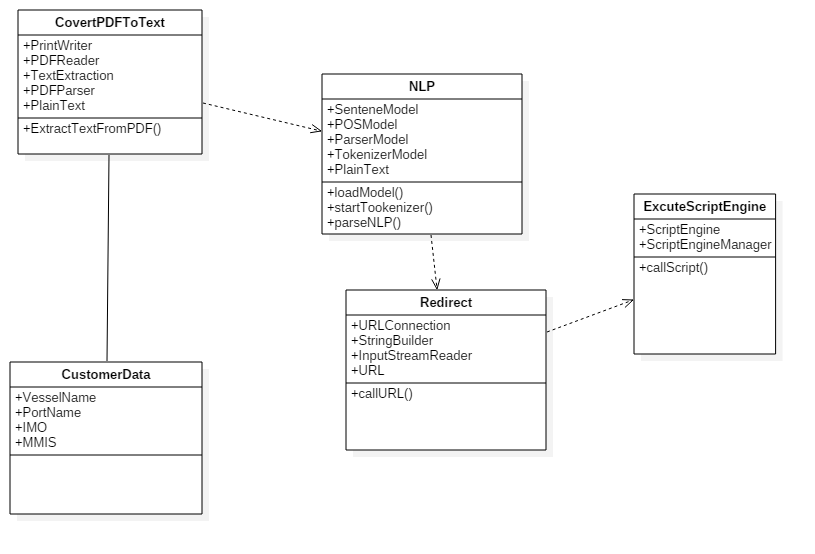 CovertPDFToText
+PrintWriter
+PDFReader
+TextExtraction
+PDFParser
+PlainText
+ExtractTextFromPDF()
NLP
+SenteneModel
+POSModel
+ParserModel
+TokenizerModel
+PlainText
+loadModel()
+startTookenizer()
+parseNLP()
ExcuteScriptEngine
+ScriptEngine
+ScriptEngineManager
+callScript()
Redirect
+URLConnection
+StringBuilder
+InputStreamReader
+URL
+callURL()
CustomerData
+VesselName
+PortName
+IMO
+MMIS